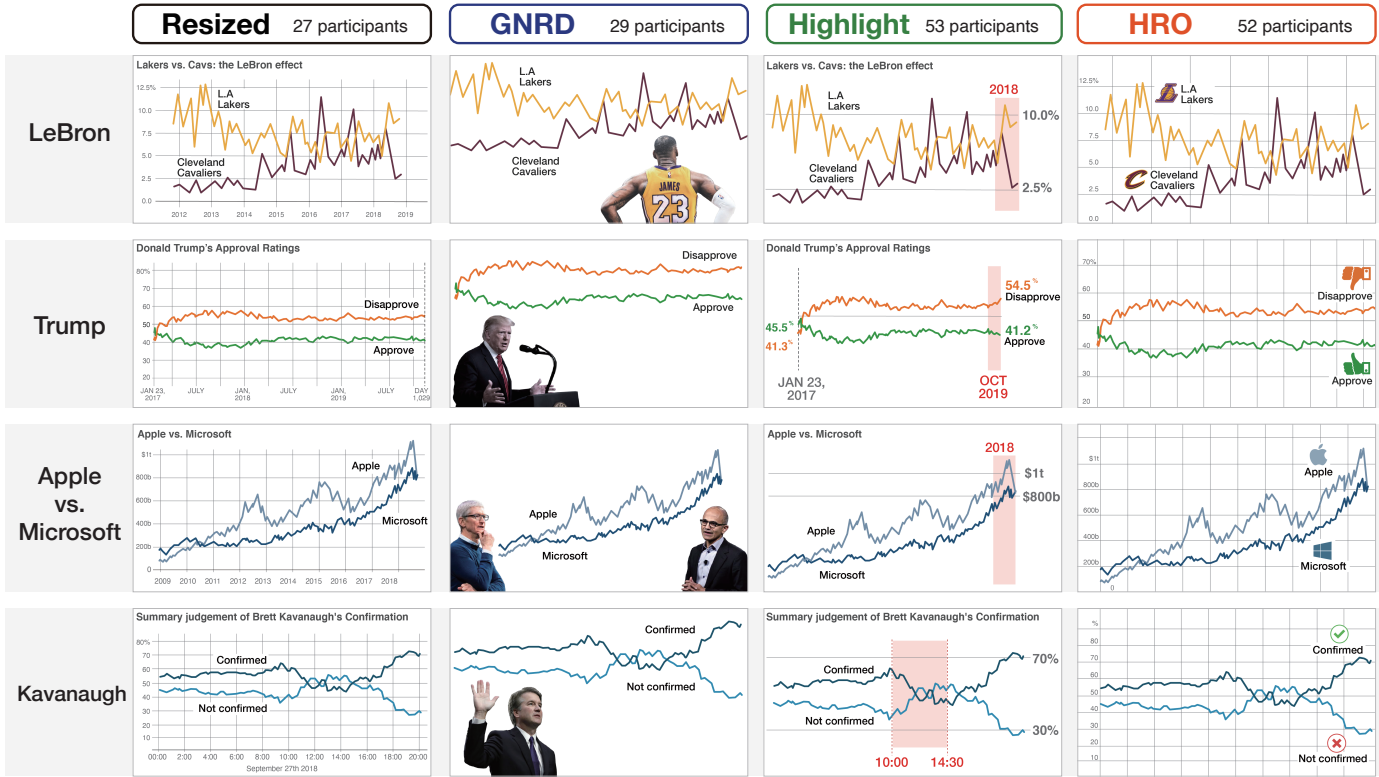 Resized 27 participants
GNRD 29 participants
Highlight 53 participants
HRO 52 participants
LeBron
Lakers vs. Cavs: the LeBron effect
12.5%
10.0
7.5
5.0
2.5
0.0
L.A
Lakers
Cleveland
Cavaliers
2012 2013 2014 2015 2016 2017 2018 2019
L.A
Lakers
Cleveland
Cavaliers
JAMES
23
Lakers vs. Cavs: the LeBron effect
2018
L.A
Lakers
10.0%
Cleveland
Cavaliers
2.5%
12.5%
10.0
7.5
5.0
2.5
0.0
L.A
Lakers
Cleveland
Cavaliers
Trump
Donald Trump's Approval Ratings
80%
70
60
50
40
30
20
Disapprove
Approve
JAN 23, JULY JAN, JULY JAN, JULY DAY
2017 2018 2019 1,029
Disapprove
Approve
Donald Trump's Approval Ratings
54.5%
Disapprove
45.5%
41.2%
Approve
41.3%
JAN 23,
2017
OCT
2019
70%
60
50
40
30
20
Disapprove
Approve
Apple
vs.
Microsoft
Apple vs. Microsoft
$1t
800b
600b
400b
200b
0
Apple
Microsoft
2009 2010 2011 2012 2013 2014 2015 2016 2017 2018
Apple
Microsoft
Apple vs. Microsoft
2018
$1t
$800b
Apple
Microsoft
$1t
800b
600b
400b
200b
0
Apple
Microsoft
Kavanaugh
Summary judgement of Brett Kavanaugh's Confirmation
80%
70
60
50
40
30
20
10
Confirmed
Not confirmed
00:00 2:00 4:00 6:00 8:00 10:00 12:00 14:00 16:00 18:00 20:00
September 27th 2018
Confirmed
Not confirmed
Summary judgement of Brett Kavanaugh's Confirmation
Confirmed
70%
Not confirmed
30%
10:00 14:30
%
80
70
60
50
40
30
20
10
Confirmed
Not confirmed